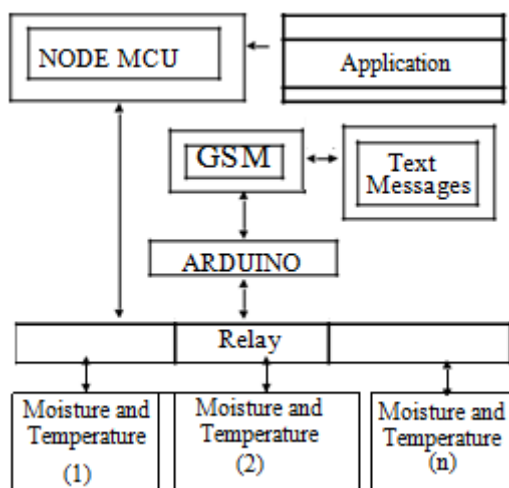 NODE MCU
Application
GSM
Text
Messages
ARDUINO
Relay
Moisture and
Temperature
(1)
Moisture and
Temperature
(2)
Moisture and
Temperature
(n)